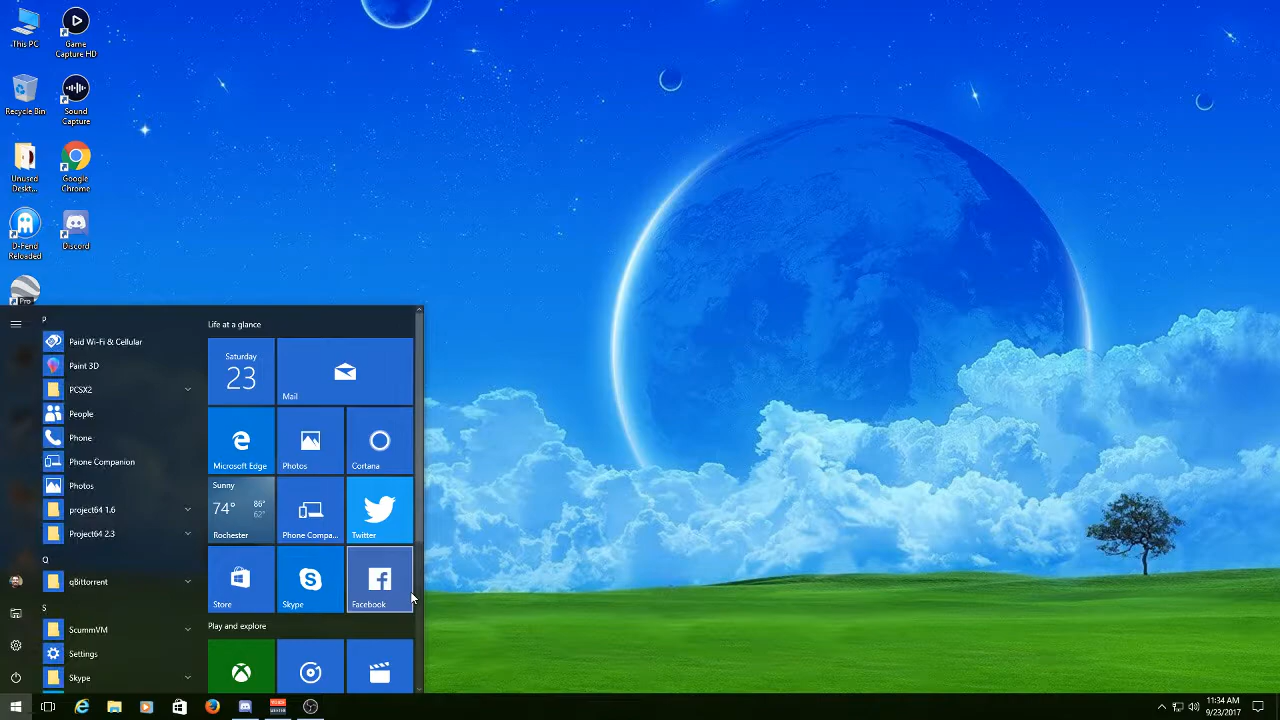 This PC
Game
Capture HD
Recycle Bin
Sound
Capture
Unused
Deskt...
Google
Chrome
D-Fend
Reloaded
Discord
Pro
P
Paid Wi-Fi & Cellular
Paint 3D
PCSX2
People
Phone
Phone Companion
Photos
project64 1.6
Project64 2.3
Q
qBittorrent
S
ScummVM
Settings
Skype
Life at a glance
Saturday
23
Mail
Microsoft Edge
Photos
Cortana
Sunny
74° 86°
62°
Rochester
Phone Compa...
Twitter
Store
Skype
Facebook
Play and explore
11:34 AM
9/23/2017